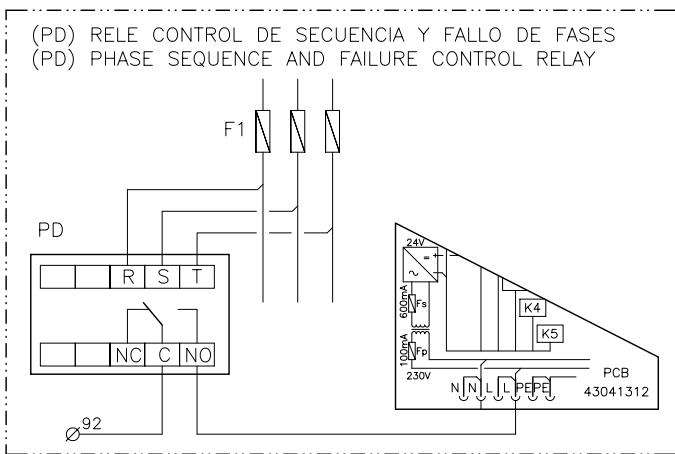 (PD) RELE CONTROL DE SECUENCIA Y FALLO DE FASES
(PD) PHASE SEQUENCE AND FAILURE CONTROL RELAY
F1
PD
R S T
NC C NO
92
24V
= +
~
600mA Fs
100mA Fp
230V
K4
K5
N N L L PE PE
PCB
43041312